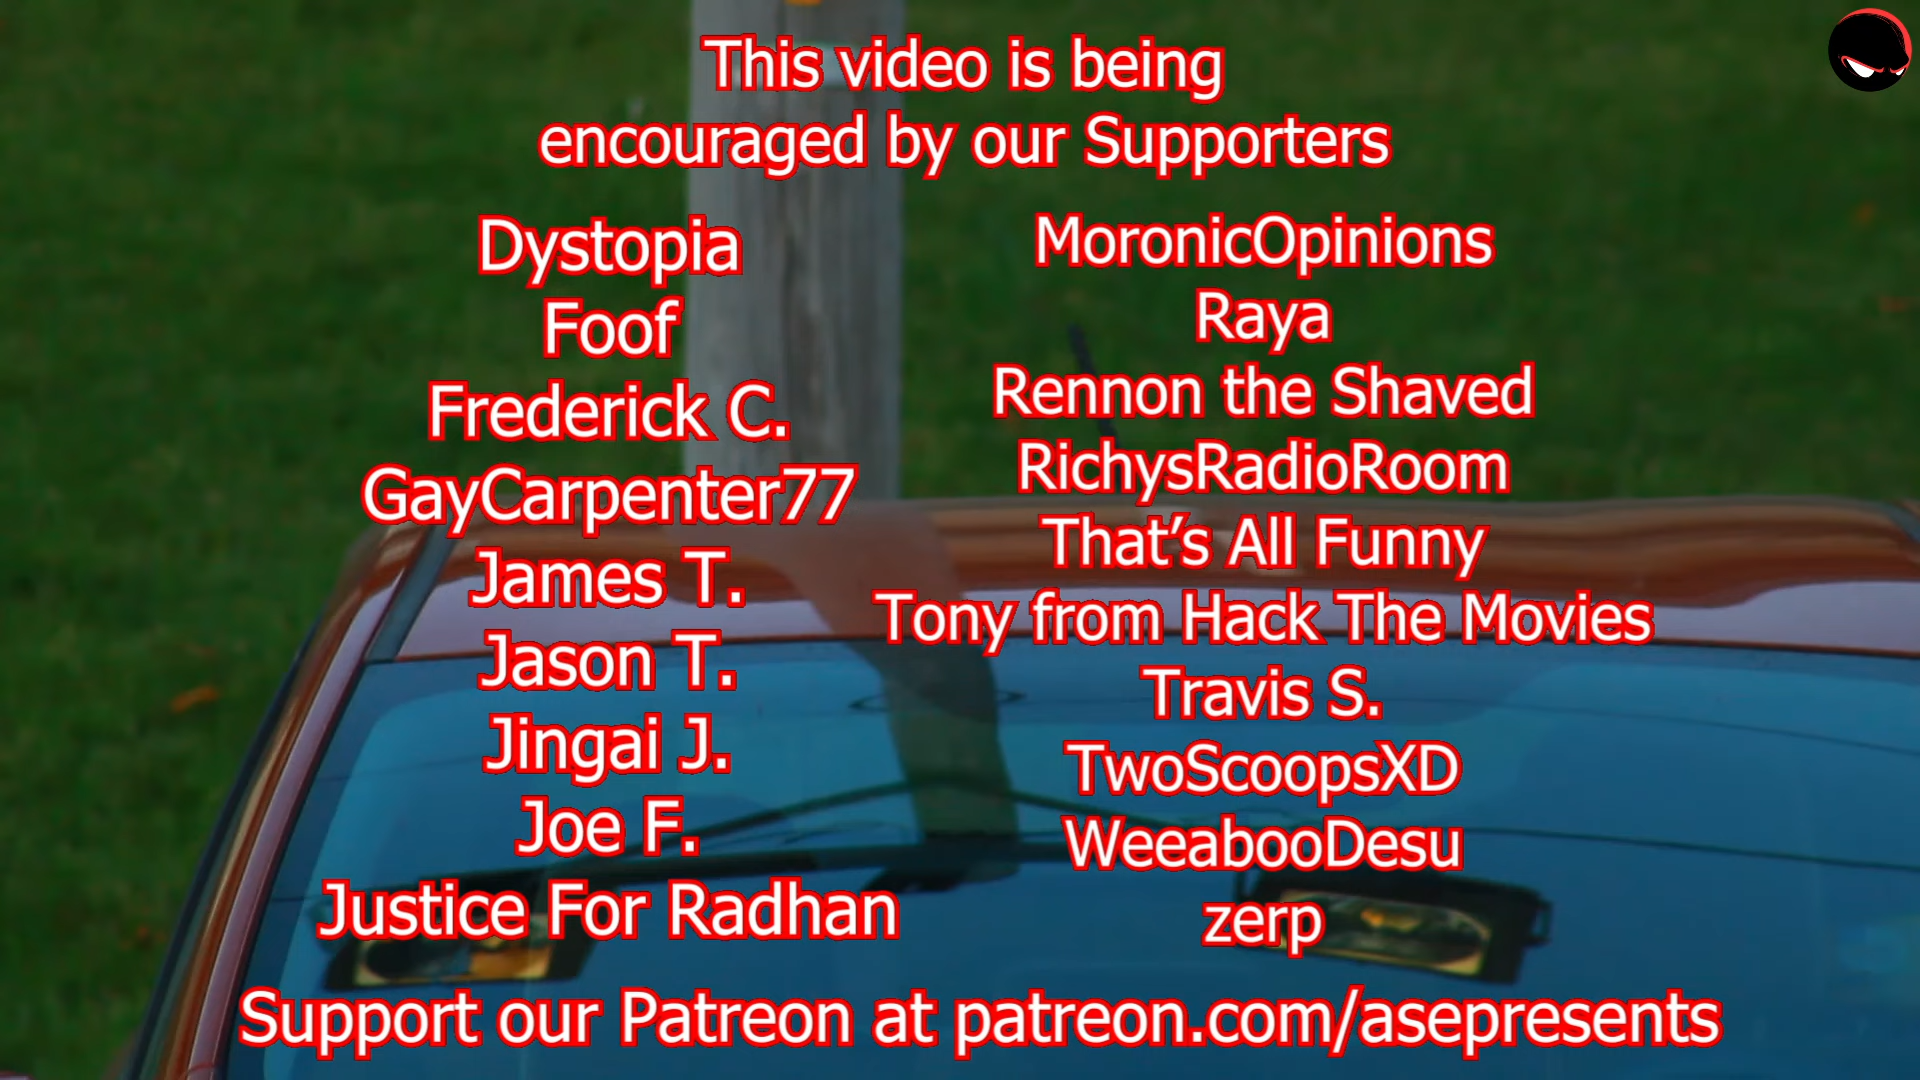 This video is being
encouraged by our Supporters
Dystopia
Foof
Frederick C.
GayCarpenter77
James T.
Jason T.
Jingai J.
Joe F.
Justice For Radhan
MoronicOpinions
Raya
Rennon the Shaved
RichysRadioRoom
That’s All Funny
Tony from Hack The Movies
Travis S.
TwoScoopsXD
WeeabooDesu
zerp
Support our Patreon at patreon.com/asepresents